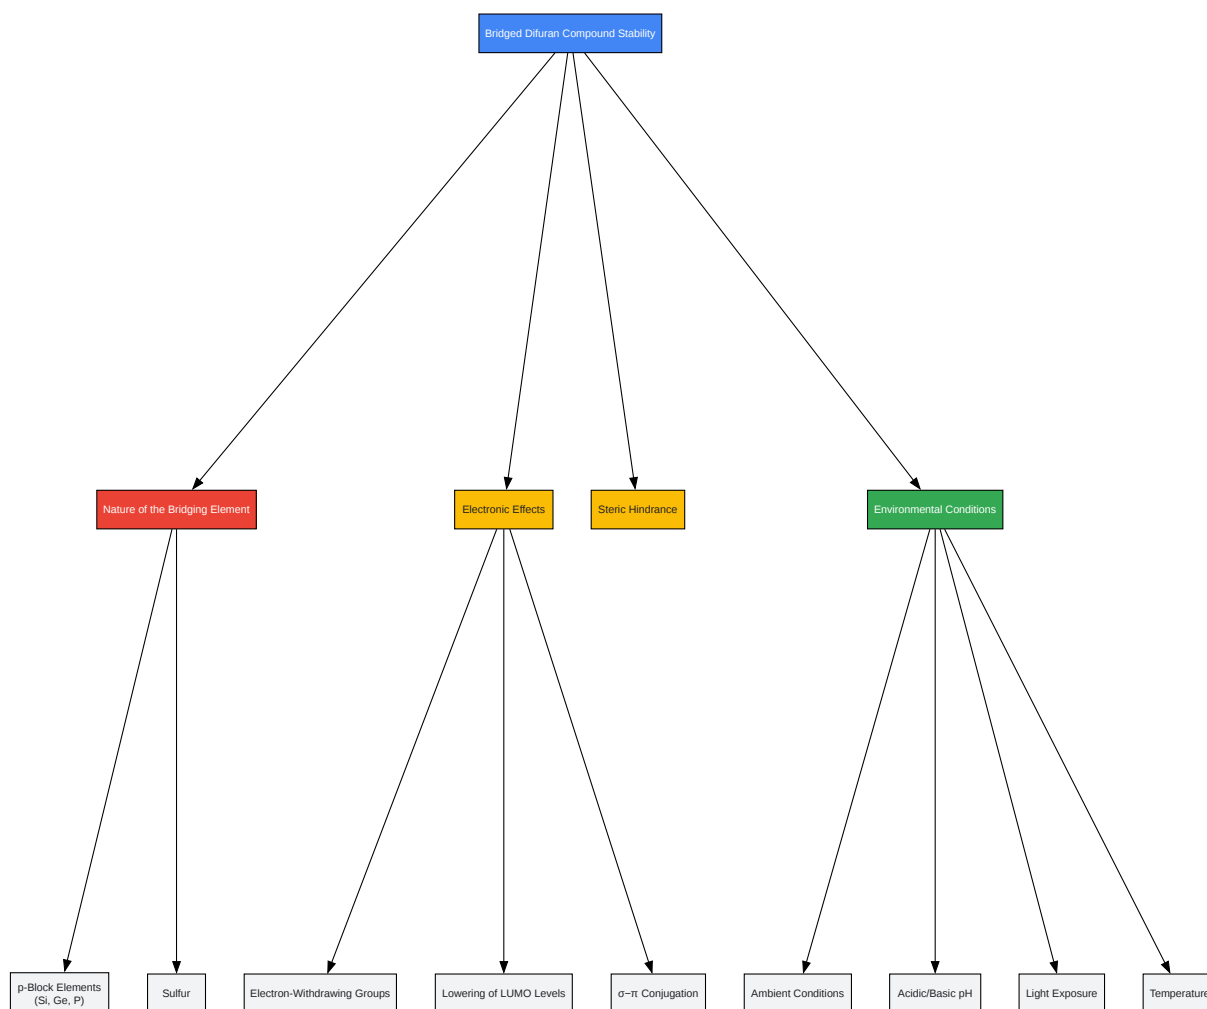 Bridged Difuran Compound Stability
Nature of the Bridging Element
Electronic Effects
Steric Hindrance
Environmental Conditions
p-Block Elements
(Si, Ge, P)
Sulfur
Electron-Withdrawing Groups
Lowering of LUMO Levels
σ−π Conjugation
Ambient Conditions
Acidic/Basic pH
Light Exposure
Temperature